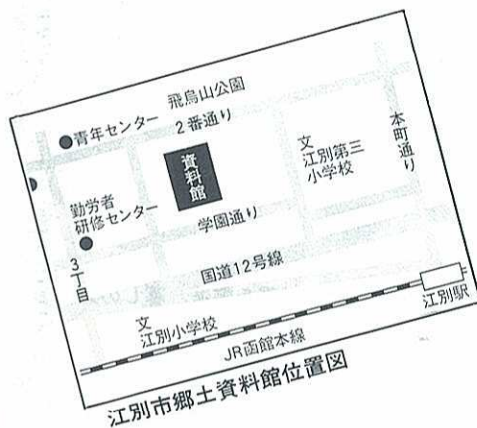 飛鳥山公園
●青年センター
2番通り
資料館
文
江別第三
小学校
本町通り
勤労者
研修センター
学園通り
3丁目
国道12号線
文
江別小学校
江別駅
JR函館本線
江別市郷土資料館位置図